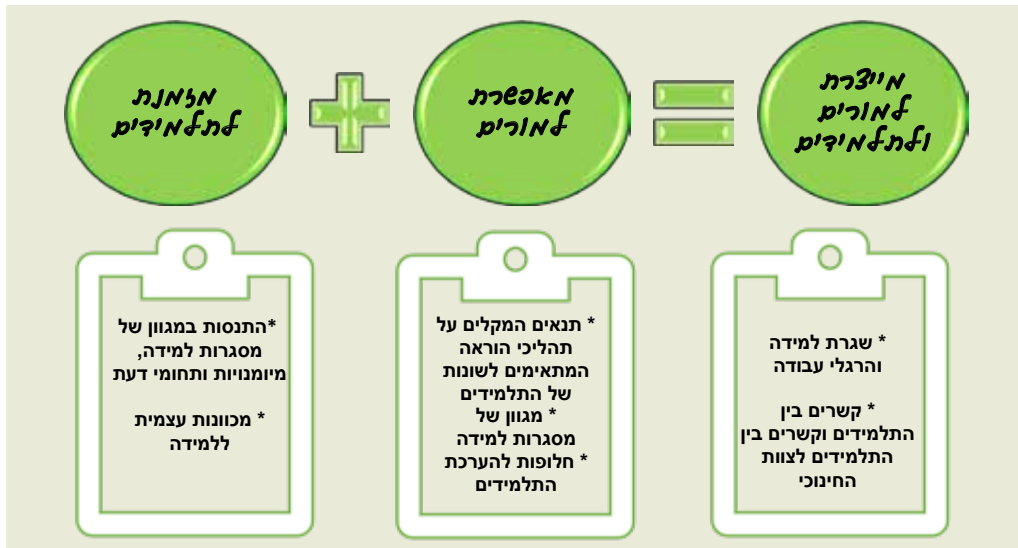 מזמנת
לתלמידים
+
מאפשרת
למורים
=
מייצרת
למורים
ולתלמידים
*התנסות במגוון של
מסגרות למידה,
מיומנויות ותחומי דעת
* מכוונות עצמית
ללמידה
* תנאים המקלים על
תהליכי הוראה
המתאימים לשונות
של התלמידים
* מגוון של
מסגרות למידה
* חלופות להערכת
התלמידים
* שגרת למידה
והרגלי עבודה
* קשרים בין
התלמידים וקשרים בין
התלמידים לצוות
החינוכי